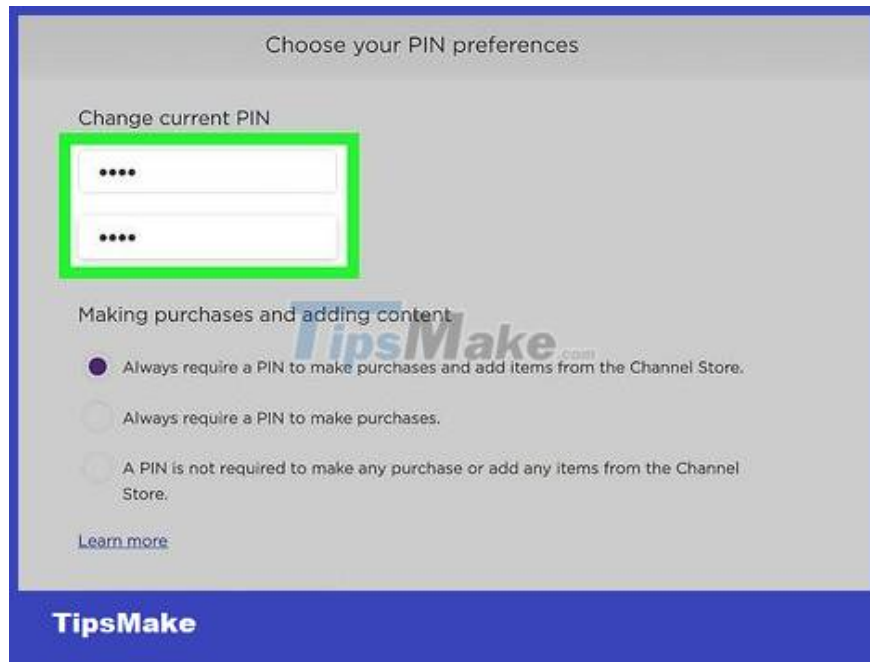 Choose your PIN preferences
Change current PIN
••••
••••
Making purchases and adding content
TipsMake.com
Always require a PIN to make purchases and add items from the Channel Store.
Always require a PIN to make purchases.
A PIN is not required to make any purchase or add any items from the Channel
Store.
Learn more
TipsMake